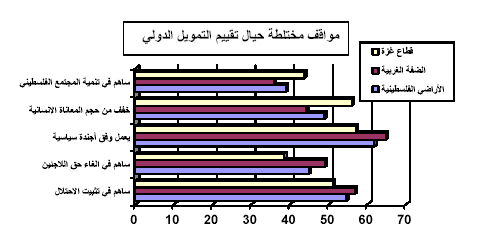 مواقف مختلطة حيال تقييم التمويل الدولي
قطاع غزة
الضفة الغربية
الأراضي الفلسطينية
ساهم في تنمية المجتمع الفلسطيني
خفف من حجم المعاناة الانسانية
يعمل وفق أجندة سياسية
ساهم في الغاء حق اللاجئين
ساهم في تثبيت الاحتلال
0 10 20 30 40 50 60 70